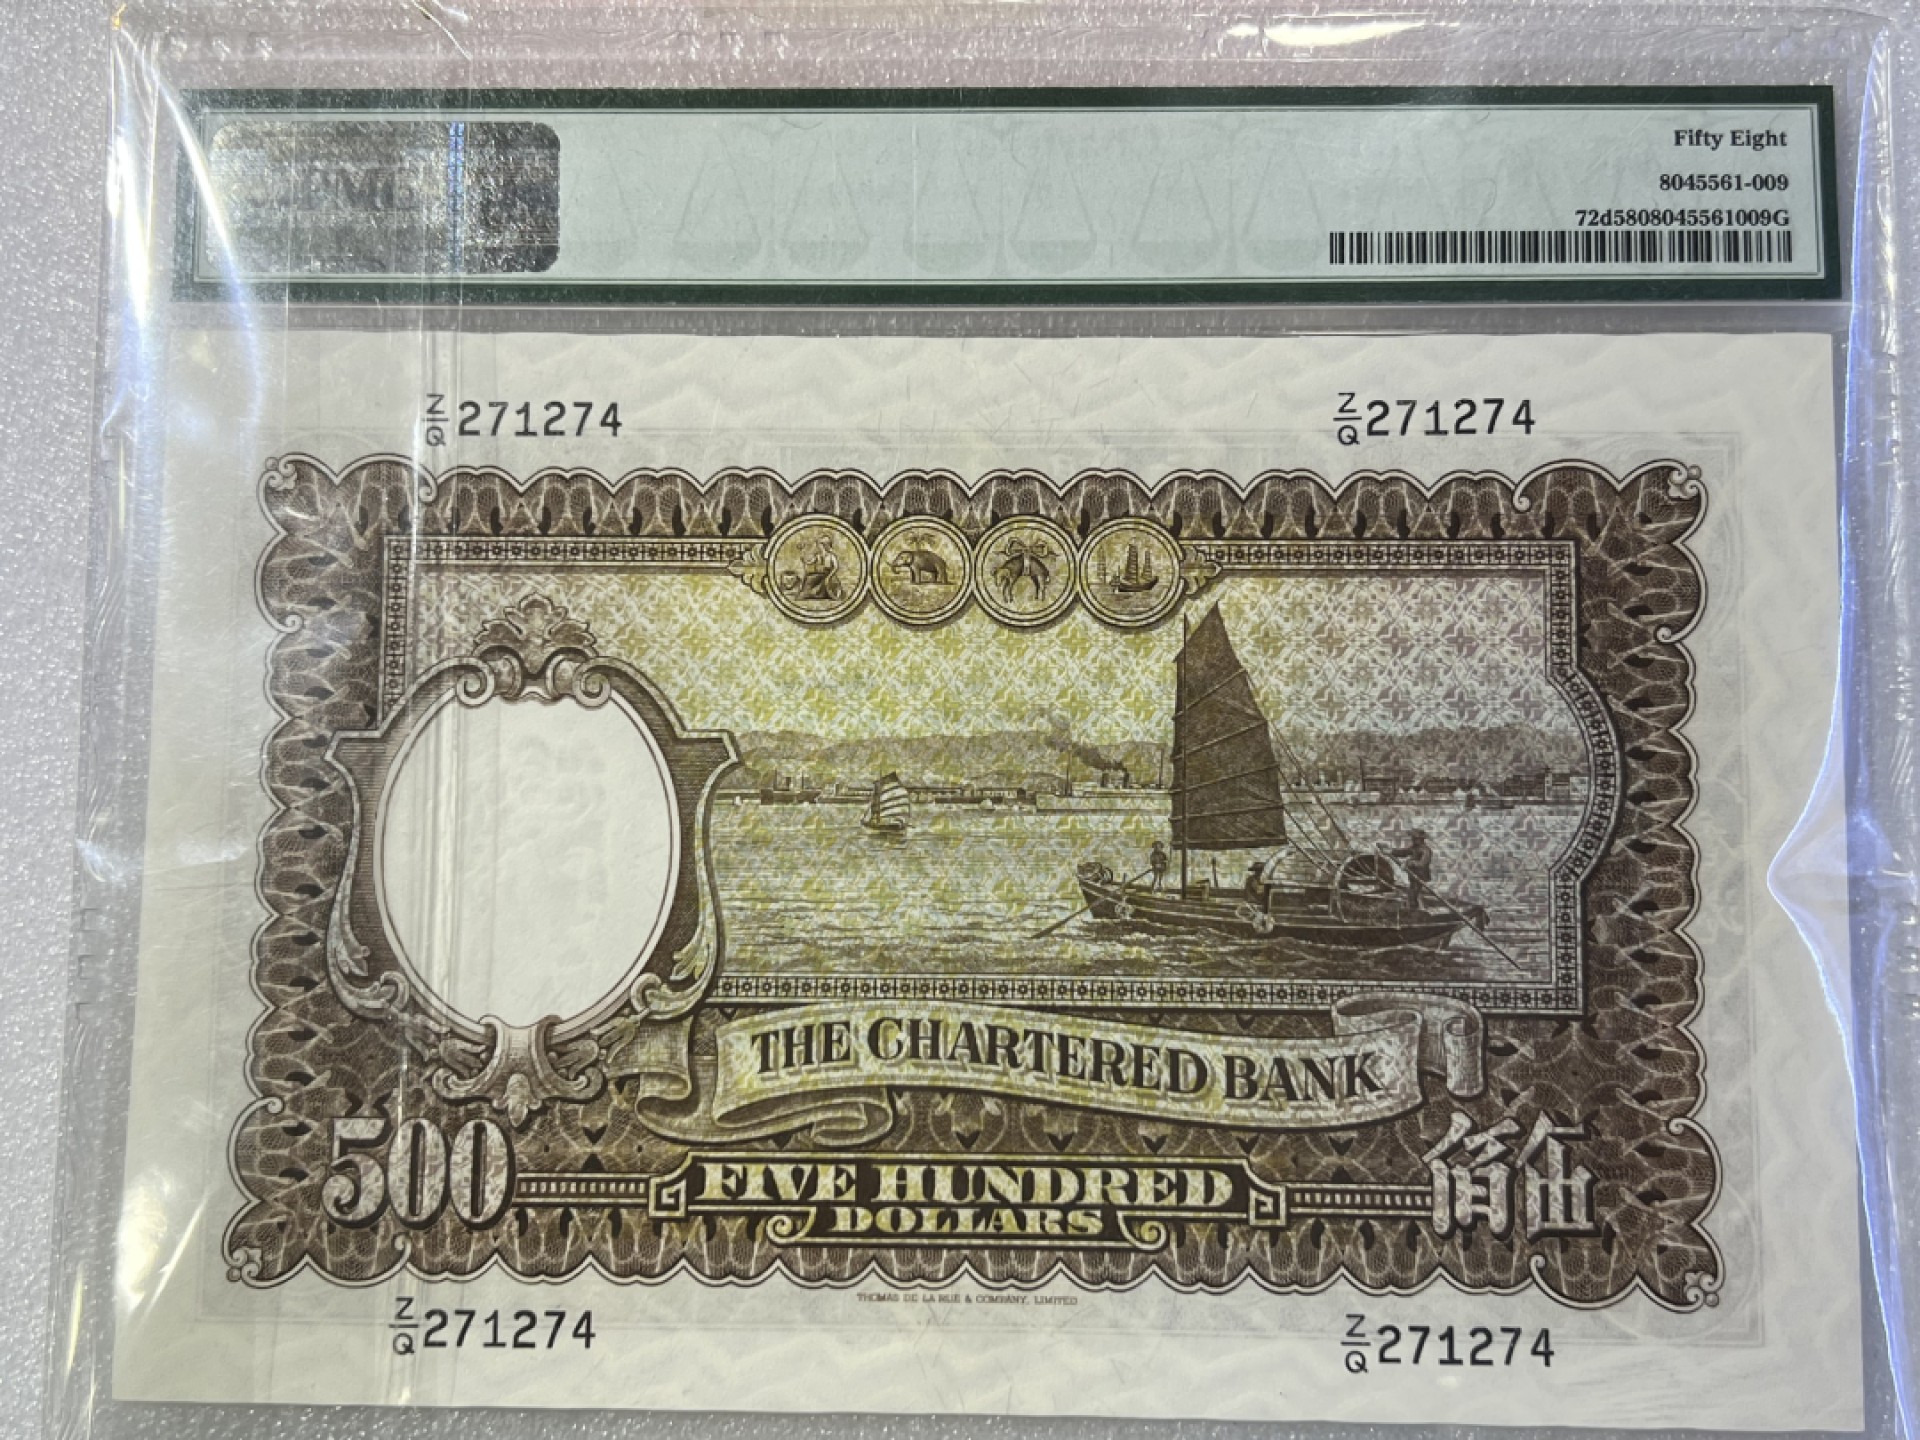 PMG
Fifty Eight
8045561-009
72d5808045561009G
Z/Q 271274
Z/Q 271274
THE CHARTERED BANK
500
FIVE HUNDRED
DOLLARS
佰伍
THOMAS DE LA RUE & COMPANY, LIMITED
Z/Q 271274
Z/Q 271274